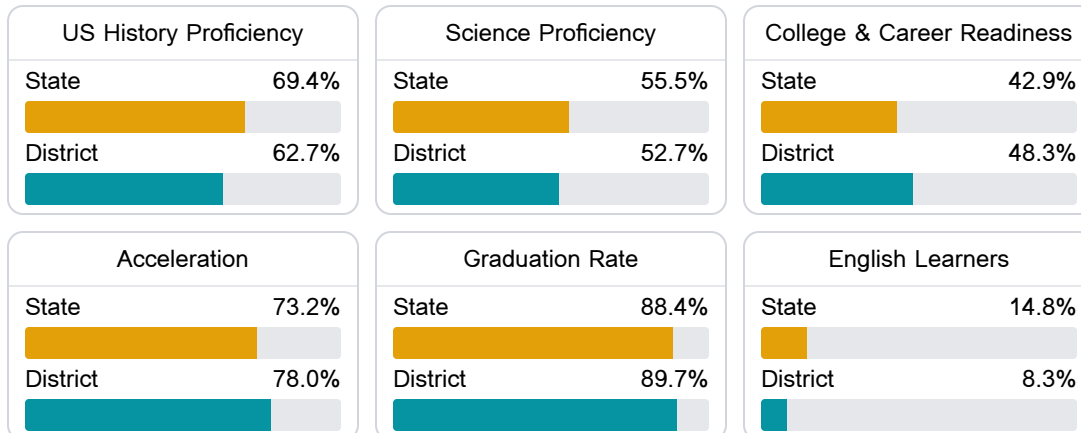 US History Proficiency
State 69.4%
District 62.7%
Science Proficiency
State 55.5%
District 52.7%
College & Career Readiness
State 42.9%
District 48.3%
Acceleration
State 73.2%
District 78.0%
Graduation Rate
State 88.4%
District 89.7%
English Learners
State 14.8%
District 8.3%